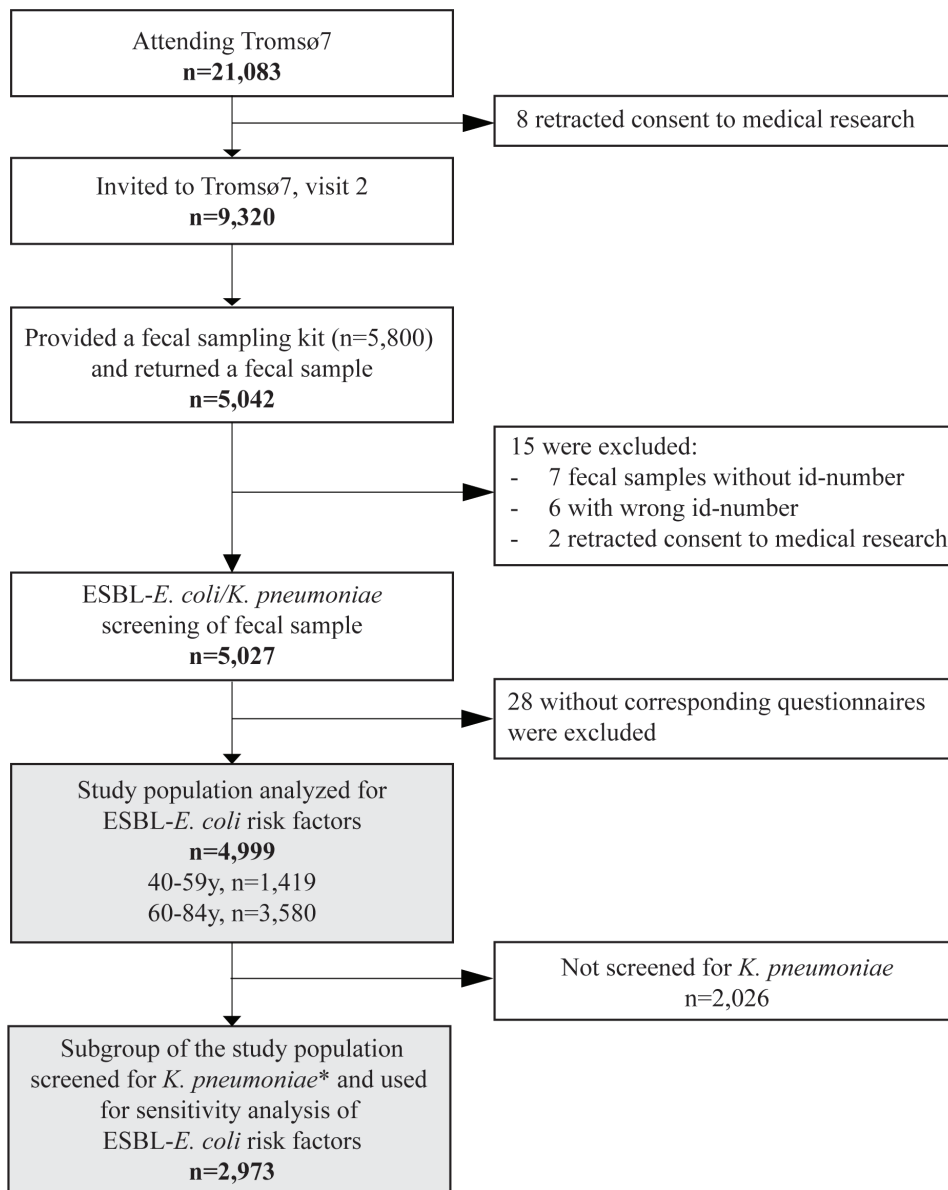 Attending Tromsø7
n=21,083
8 retracted consent to medical research
Invited to Tromsø7, visit 2
n=9,320
Provided a fecal sampling kit (n=5,800)
and returned a fecal sample
n=5,042
15 were excluded:
- 7 fecal samples without id-number
- 6 with wrong id-number
- 2 retracted consent to medical research
ESBL-E. coli/K. pneumoniae
screening of fecal sample
n=5,027
28 without corresponding questionnaires
were excluded
Study population analyzed for
ESBL-E. coli risk factors
n=4,999
40-59y, n=1,419
60-84y, n=3,580
Not screened for K. pneumoniae
n=2,026
Subgroup of the study population
screened for K. pneumoniae* and used
for sensitivity analysis of
ESBL-E. coli risk factors
n=2,973